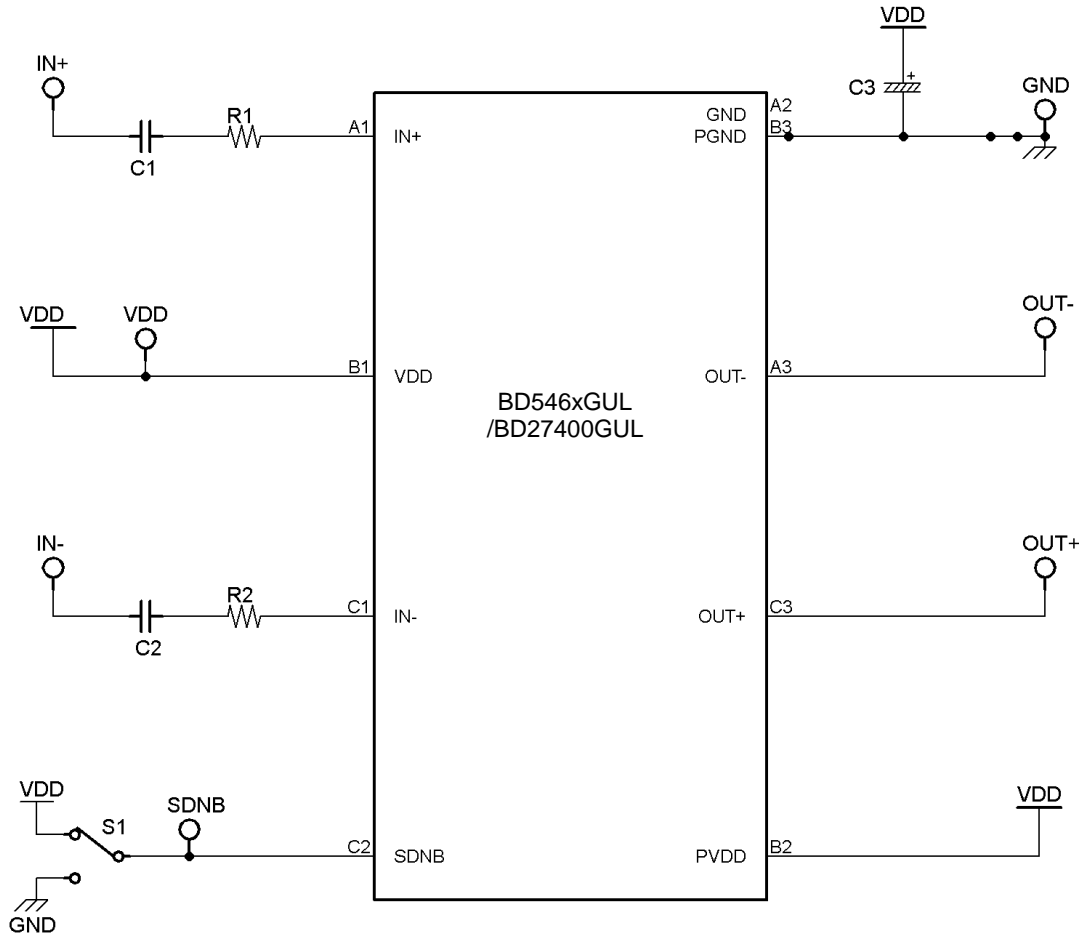 VDD
IN+
C3
+
GND
R1
A1
IN+
GND
A2
PGND
B3
C1
VDD
VDD
OUT-
B1
VDD
OUT-
A3
BD546xGUL
/BD27400GUL
IN-
OUT+
R2
C1
IN-
OUT+
C3
C2
VDD
SDNB
VDD
S1
C2
SDNB
PVDD
B2
GND